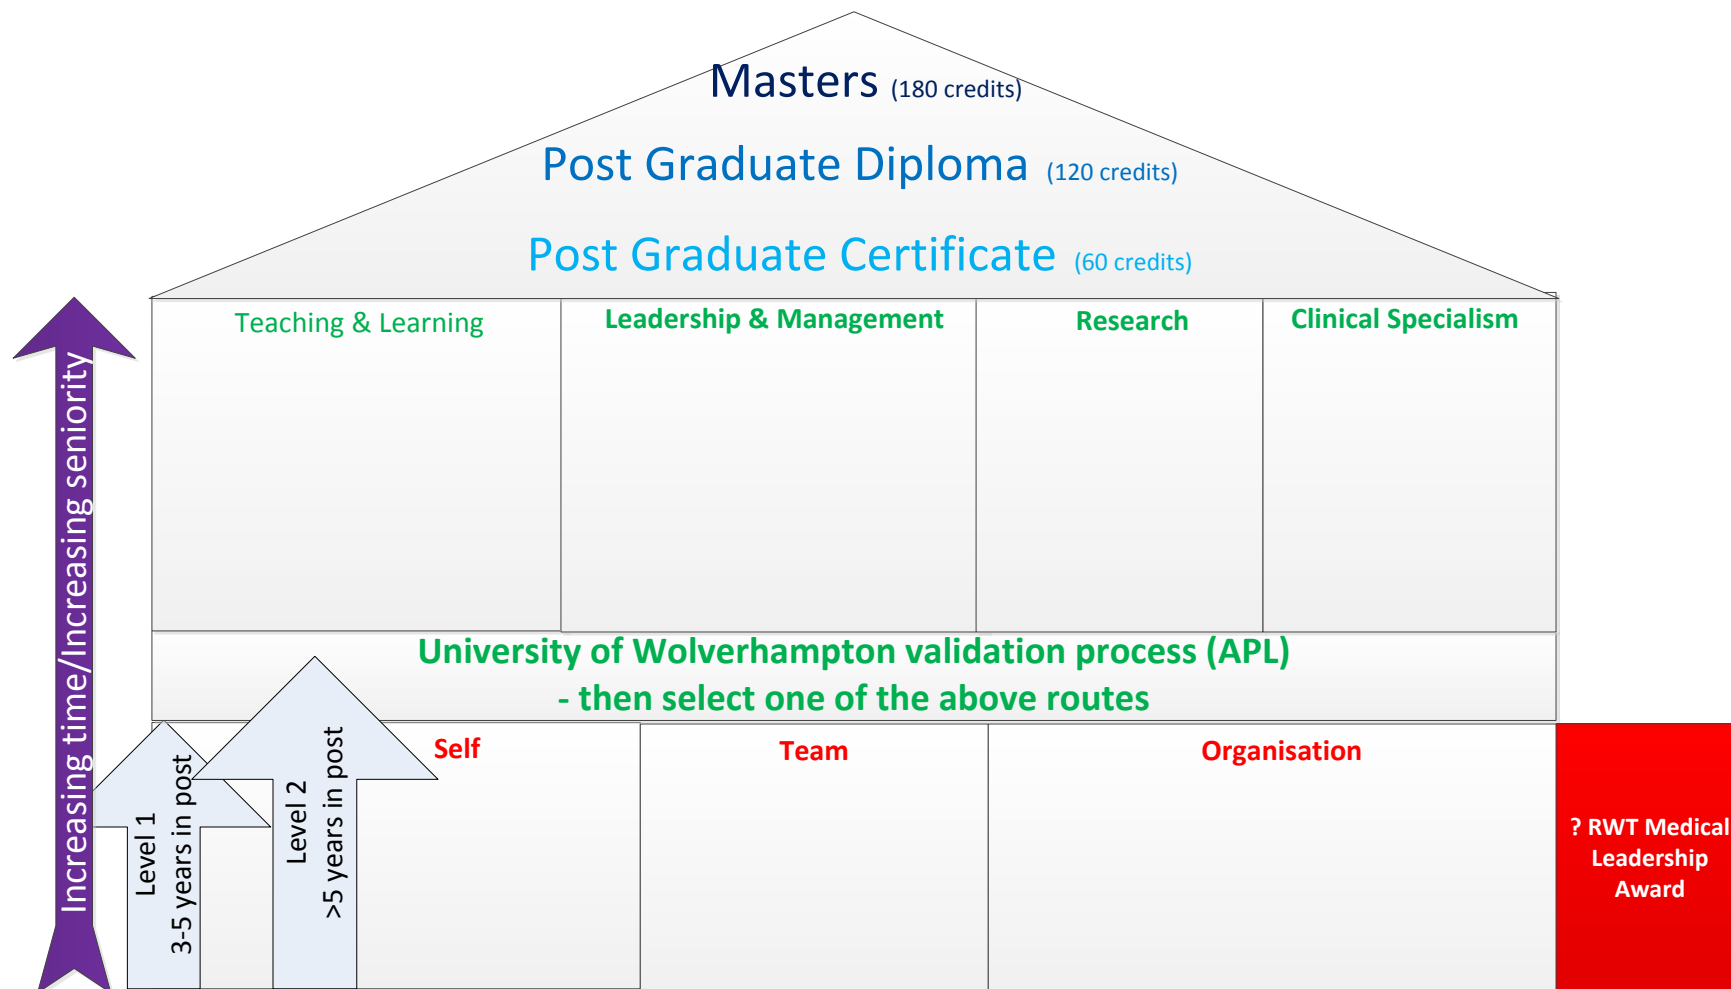 Masters (180 credits)
Post Graduate Diploma (120 credits)
Post Graduate Certificate (60 credits)
Teaching & Learning
Leadership & Management
Research
Clinical Specialism
Increasing time/Increasing seniority
University of Wolverhampton validation process (APL)
- then select one of the above routes
Level 1
3-5 years in post
Level 2
>5 years in post
Self
Team
Organisation
? RWT Medical
Leadership
Award